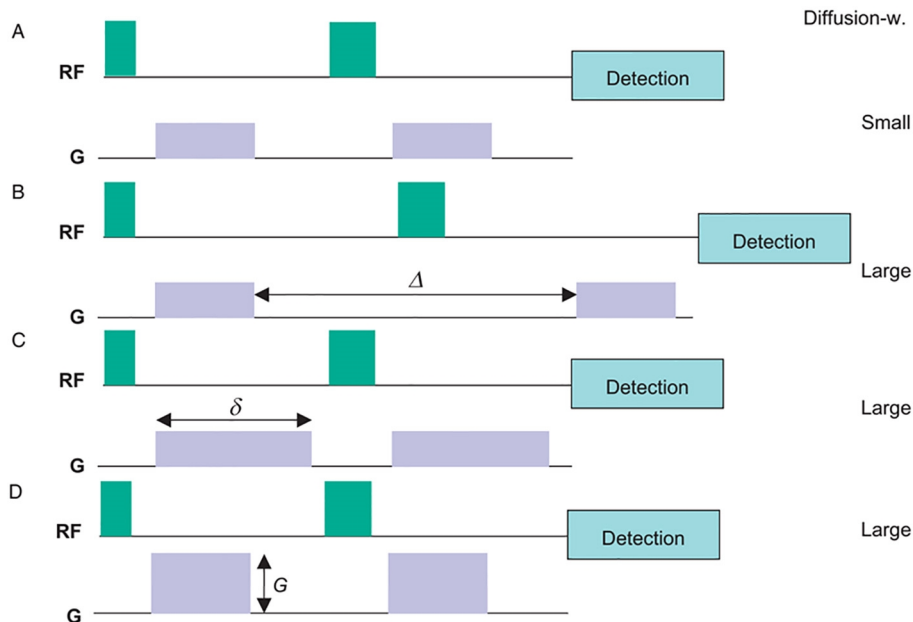 Diffusion-w.
A
RF
Detection
Small
G
B
RF
Detection
Large
Δ
G
C
RF
Detection
δ
Large
G
D
RF
Detection
Large
G
G